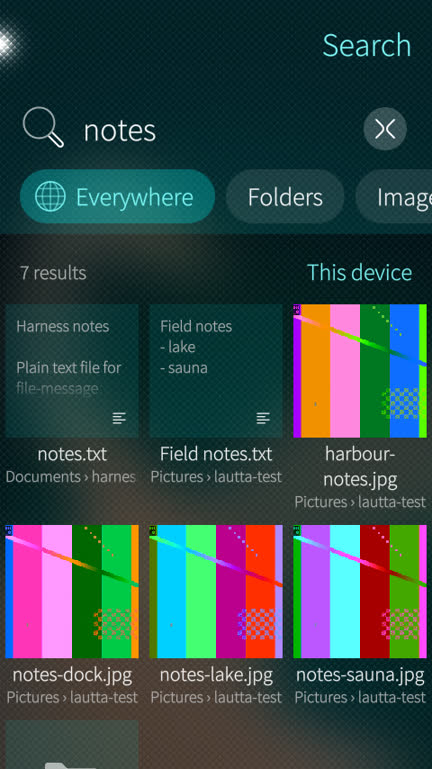 Search
notes
Everywhere
Folders
Image
7 results
This device
Harness notes
Plain text file for
file-message
Field notes
- lake
- sauna
notes.txt
Documents › harnes
Field notes.txt
Pictures › lautta-test
harbour-
notes.jpg
Pictures › lautta-test
notes-dock.jpg
Pictures › lautta-test
notes-lake.jpg
Pictures › lautta-test
notes-sauna.jpg
Pictures › lautta-test